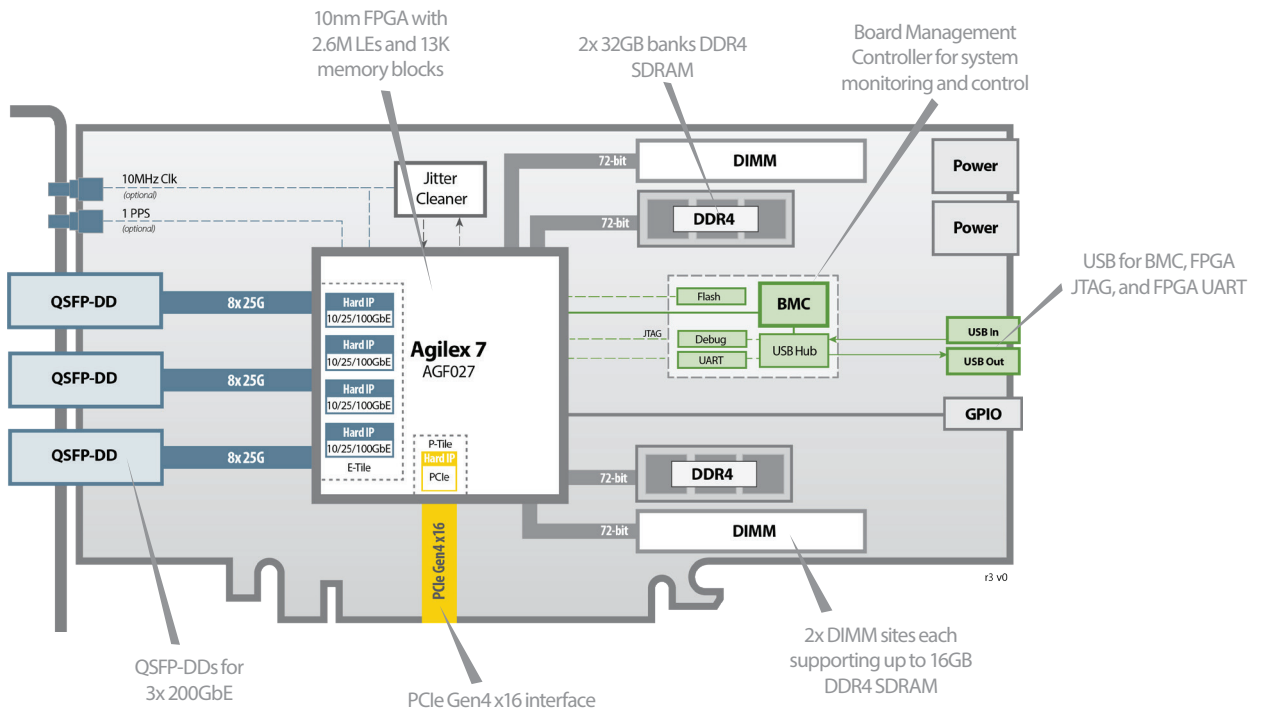 10nm FPGA with
2.6M LEs and 13K
memory blocks
2x 32GB banks DDR4
SDRAM
Board Management
Controller for system
monitoring and control
10MHz Clk
(optional)
1 PPS
(optional)
Jitter
Cleaner
72-bit
DIMM
72-bit
DDR4
Power
Power
USB for BMC, FPGA
JTAG, and FPGA UART
QSFP-DD
8x 25G
QSFP-DD
8x 25G
QSFP-DD
8x 25G
Hard IP
10/25/100GbE
Hard IP
10/25/100GbE
Hard IP
10/25/100GbE
Hard IP
10/25/100GbE
E-Tile
Agilex 7
AGF027
P-Tile
Hard IP
PCIe
Flash
BMC
JTAG
Debug
UART
USB Hub
USB In
USB Out
GPIO
72-bit
DDR4
72-bit
DIMM
PCIe Gen4 x16
r3 v0
QSFP-DDs for
3x 200GbE
PCIe Gen4 x16 interface
2x DIMM sites each
supporting up to 16GB
DDR4 SDRAM